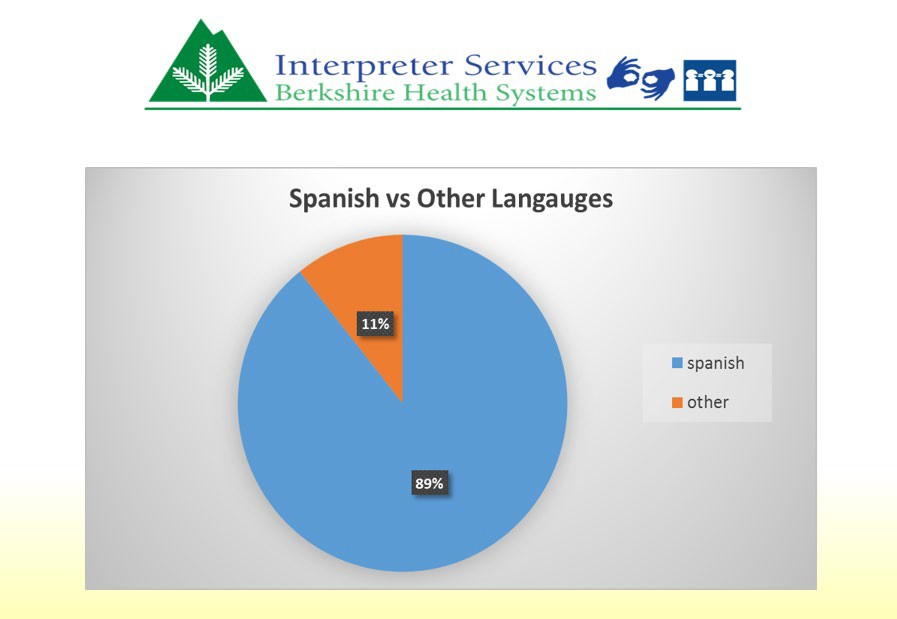 Interpreter Services
Berkshire Health Systems
Spanish vs Other Langauges
11%
89%
spanish
other